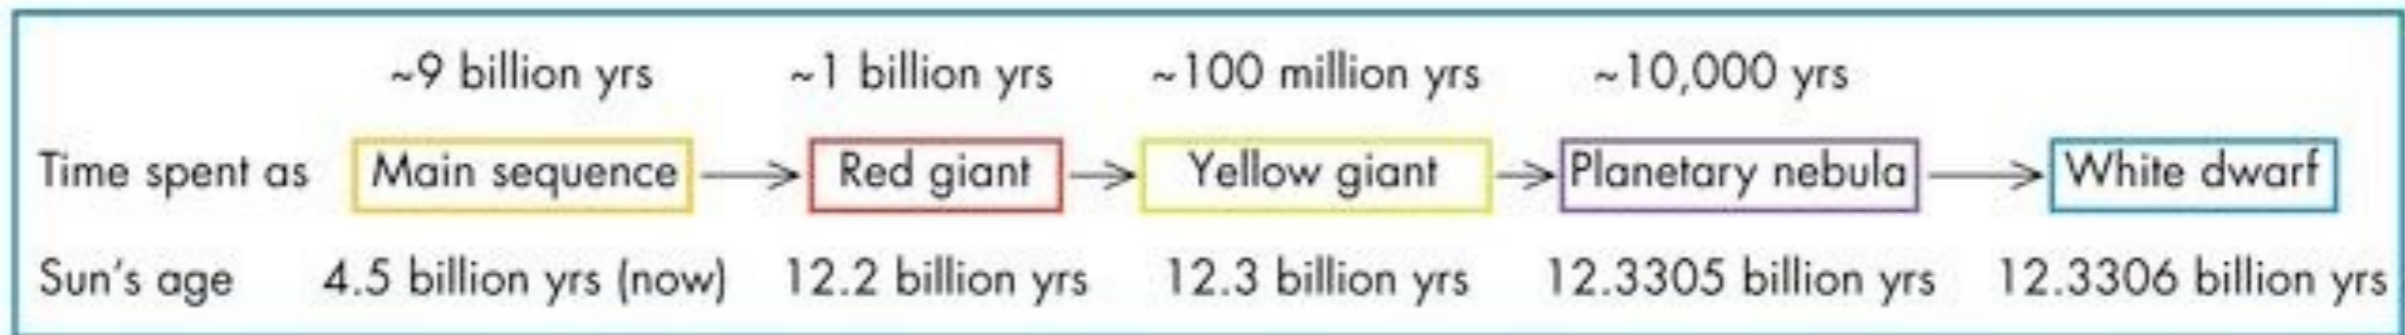 ~9 billion yrs ~1 billion yrs ~100 million yrs ~10,000 yrs
Time spent as Main sequence Red giant Yellow giant Planetary nebula White dwarf
Sun's age 4.5 billion yrs (now) 12.2 billion yrs 12.3 billion yrs 12.3305 billion yrs 12.3306 billion yrs